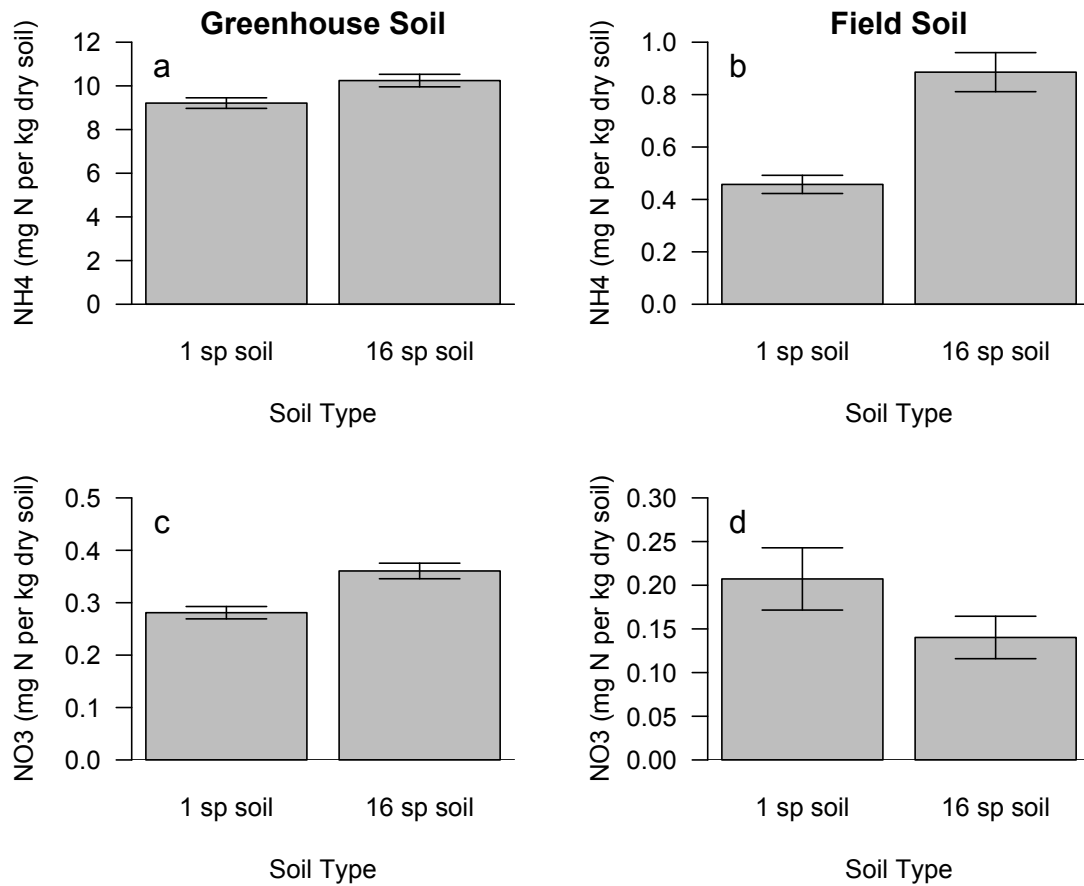 Greenhouse Soil
a
NH4 (mg N per kg dry soil)
12
10
8
6
4
2
0
1 sp soil 16 sp soil
Soil Type
Field Soil
b
NH4 (mg N per kg dry soil)
1.0
0.8
0.6
0.4
0.2
0.0
1 sp soil 16 sp soil
Soil Type
c
NO3 (mg N per kg dry soil)
0.5
0.4
0.3
0.2
0.1
0.0
1 sp soil 16 sp soil
Soil Type
d
NO3 (mg N per kg dry soil)
0.30
0.25
0.20
0.15
0.10
0.05
0.00
1 sp soil 16 sp soil
Soil Type